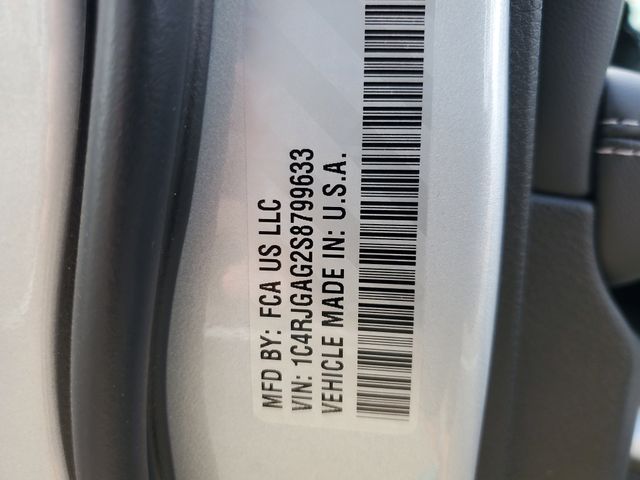 MFD BY: FCA US LLC
VIN: 1C4RJGAG2S8799633
VEHICLE MADE IN: U.S.A.